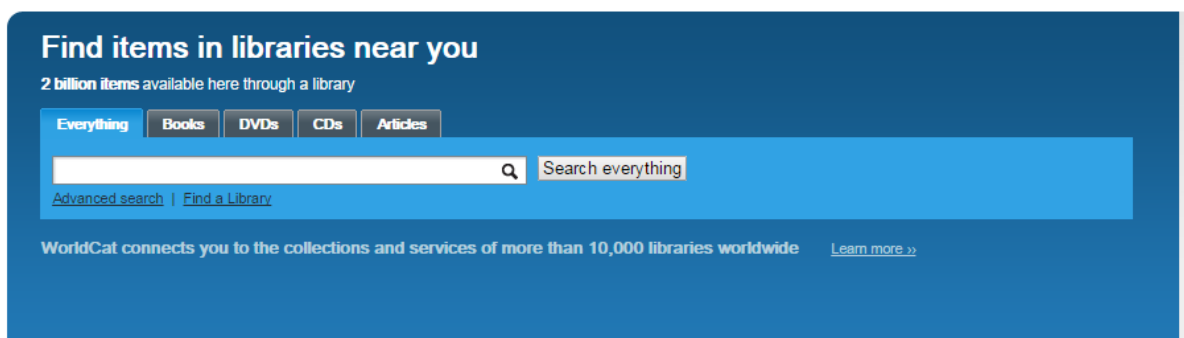 Find items in libraries near you
2 billion items available here through a library
Everything Books DVDs CDs Articles
Search everything
Advanced search | Find a Library
WorldCat connects you to the collections and services of more than 10,000 libraries worldwide Learn more »